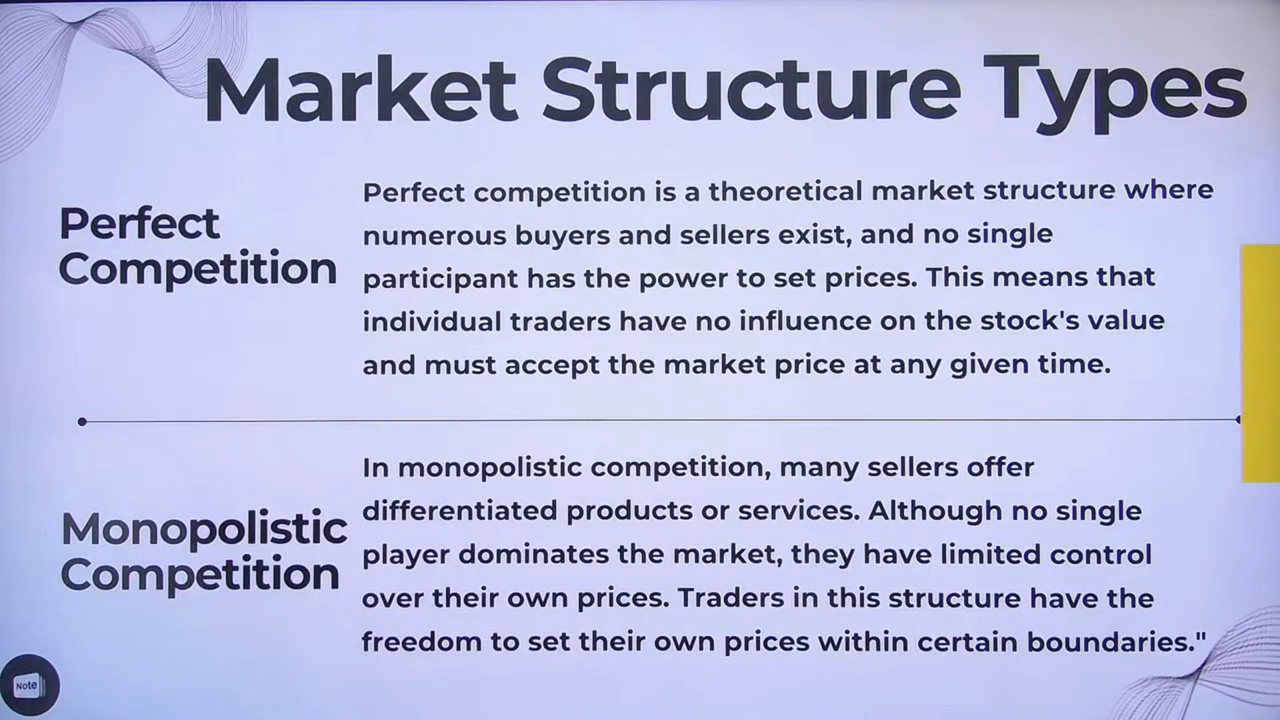 Market Structure Types
Perfect
Competition
Perfect competition is a theoretical market structure where
numerous buyers and sellers exist, and no single
participant has the power to set prices. This means that
individual traders have no influence on the stock's value
and must accept the market price at any given time.
Monopolistic
Competition
In monopolistic competition, many sellers offer
differentiated products or services. Although no single
player dominates the market, they have limited control
over their own prices. Traders in this structure have the
freedom to set their own prices within certain boundaries."
Note